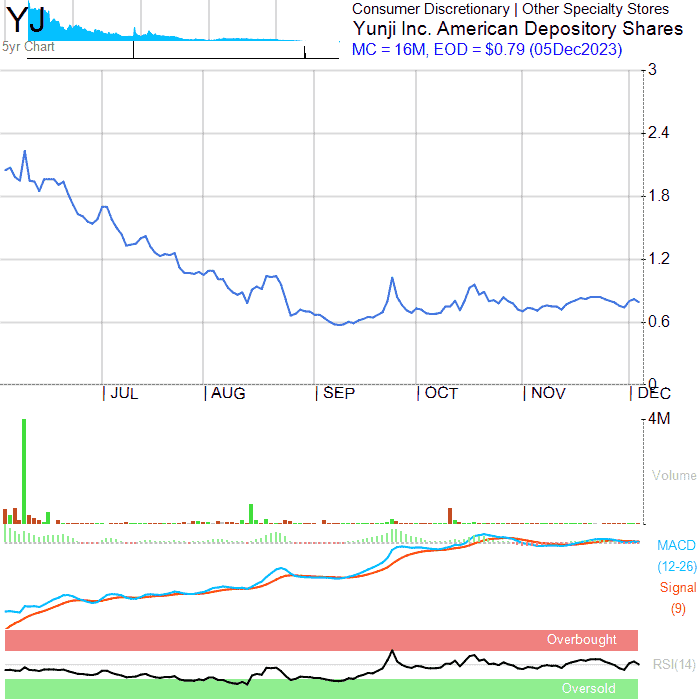 YJ
5yr Chart
Consumer Discretionary | Other Specialty Stores
Yunji Inc. American Depository Shares
MC = 16M, EOD = $0.79 (05Dec2023)
3
2.4
1.8
1.2
0.6
0
| JUL | AUG | SEP | OCT | NOV | DEC
4M
Volume
MACD
(12-26)
Signal
(9)
Overbought
RSI(14)
Oversold